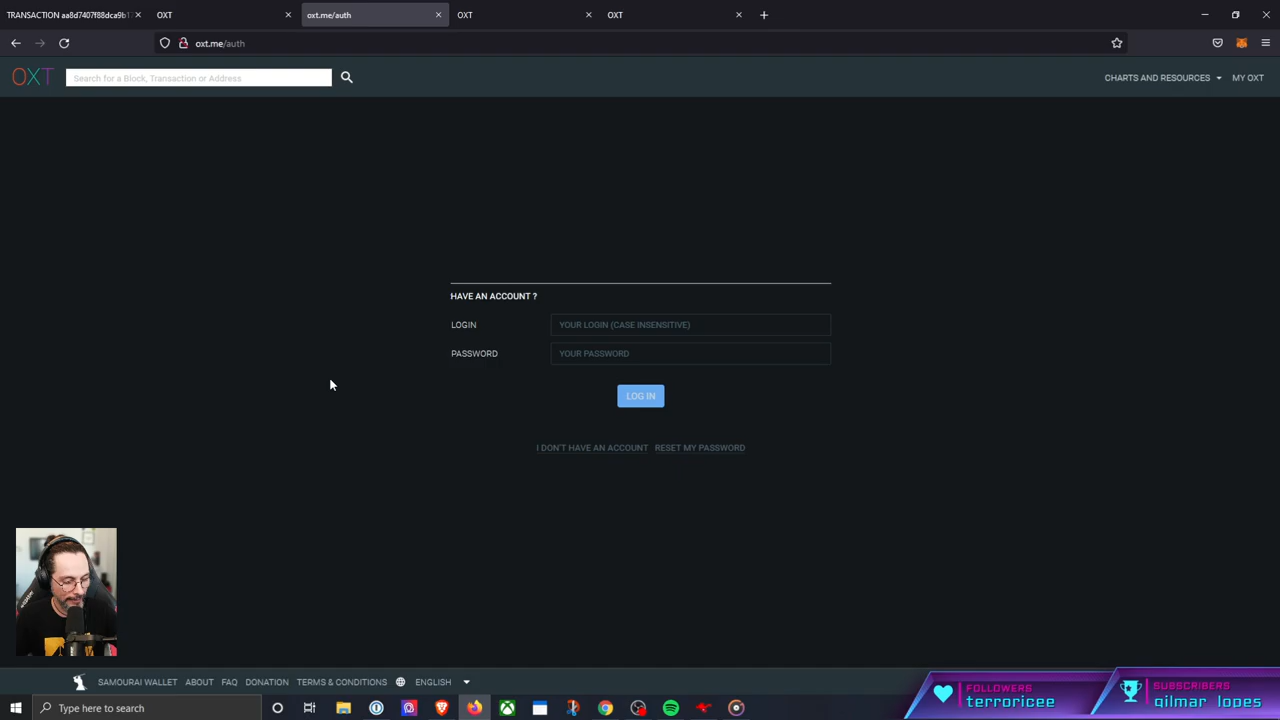 TRANSACTION aa8d7407f88dca9b1
OXT
oxt.me/auth
OXT
OXT
oxt.me/auth
OXT
Search for a Block, Transaction or Address
CHARTS AND RESOURCES
MY OXT
HAVE AN ACCOUNT ?
LOGIN
YOUR LOGIN (CASE INSENSITIVE)
PASSWORD
YOUR PASSWORD
LOG IN
I DON'T HAVE AN ACCOUNT
RESET MY PASSWORD
SAMOURAI WALLET
ABOUT
FAQ
DONATION
TERMS & CONDITIONS
ENGLISH
Type here to search
FOLLOWERS
terroricee
SUBSCRIBERS
gilmar_lopes